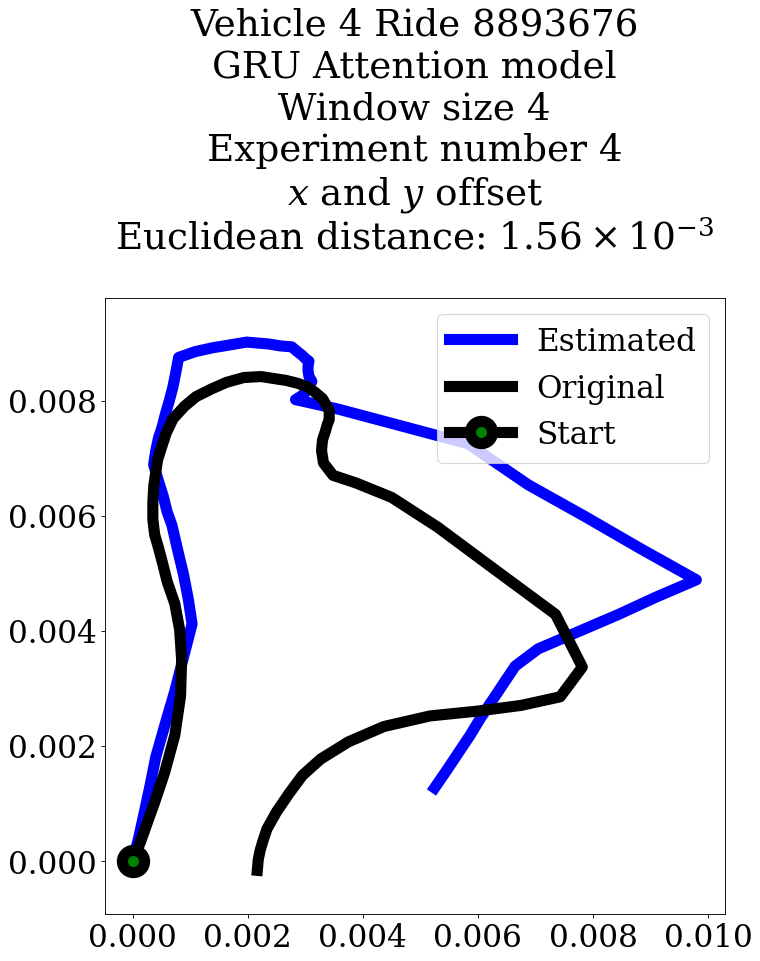 Vehicle 4 Ride 8893676
GRU Attention model
Window size 4
Experiment number 4
x and y offset
Euclidean distance: 1.56 × 10⁻³
Estimated
Original
Start
0.008
0.006
0.004
0.002
0.000
0.000 0.002 0.004 0.006 0.008 0.010